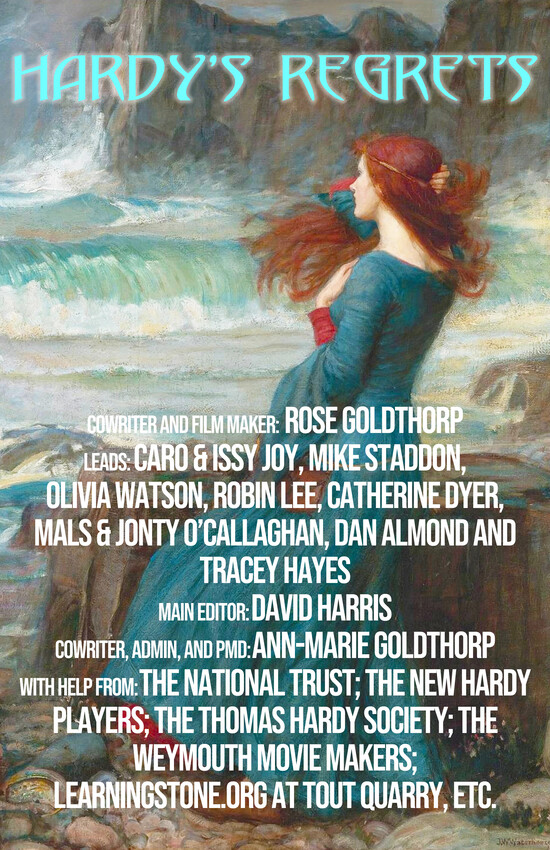 HARDY'S REGRETS
COWRITER AND FILM MAKER: ROSE GOLDTHORP
LEADS: CARO & ISSY JOY, MIKE STADDON,
OLIVIA WATSON, ROBIN LEE, CATHERINE DYER,
MALS & JONTY O'CALLAGHAN, DAN ALMOND AND
TRACEY HAYES
MAIN EDITOR: DAVID HARRIS
COWRITER, ADMIN, AND PMD: ANN-MARIE GOLDTHORP
WITH HELP FROM: THE NATIONAL TRUST; THE NEW HARDY
PLAYERS; THE THOMAS HARDY SOCIETY; THE
WEYMOUTH MOVIE MAKERS;
LEARNINGSTONE.ORG AT TOUT QUARRY, ETC.
J.W. Waterhouse